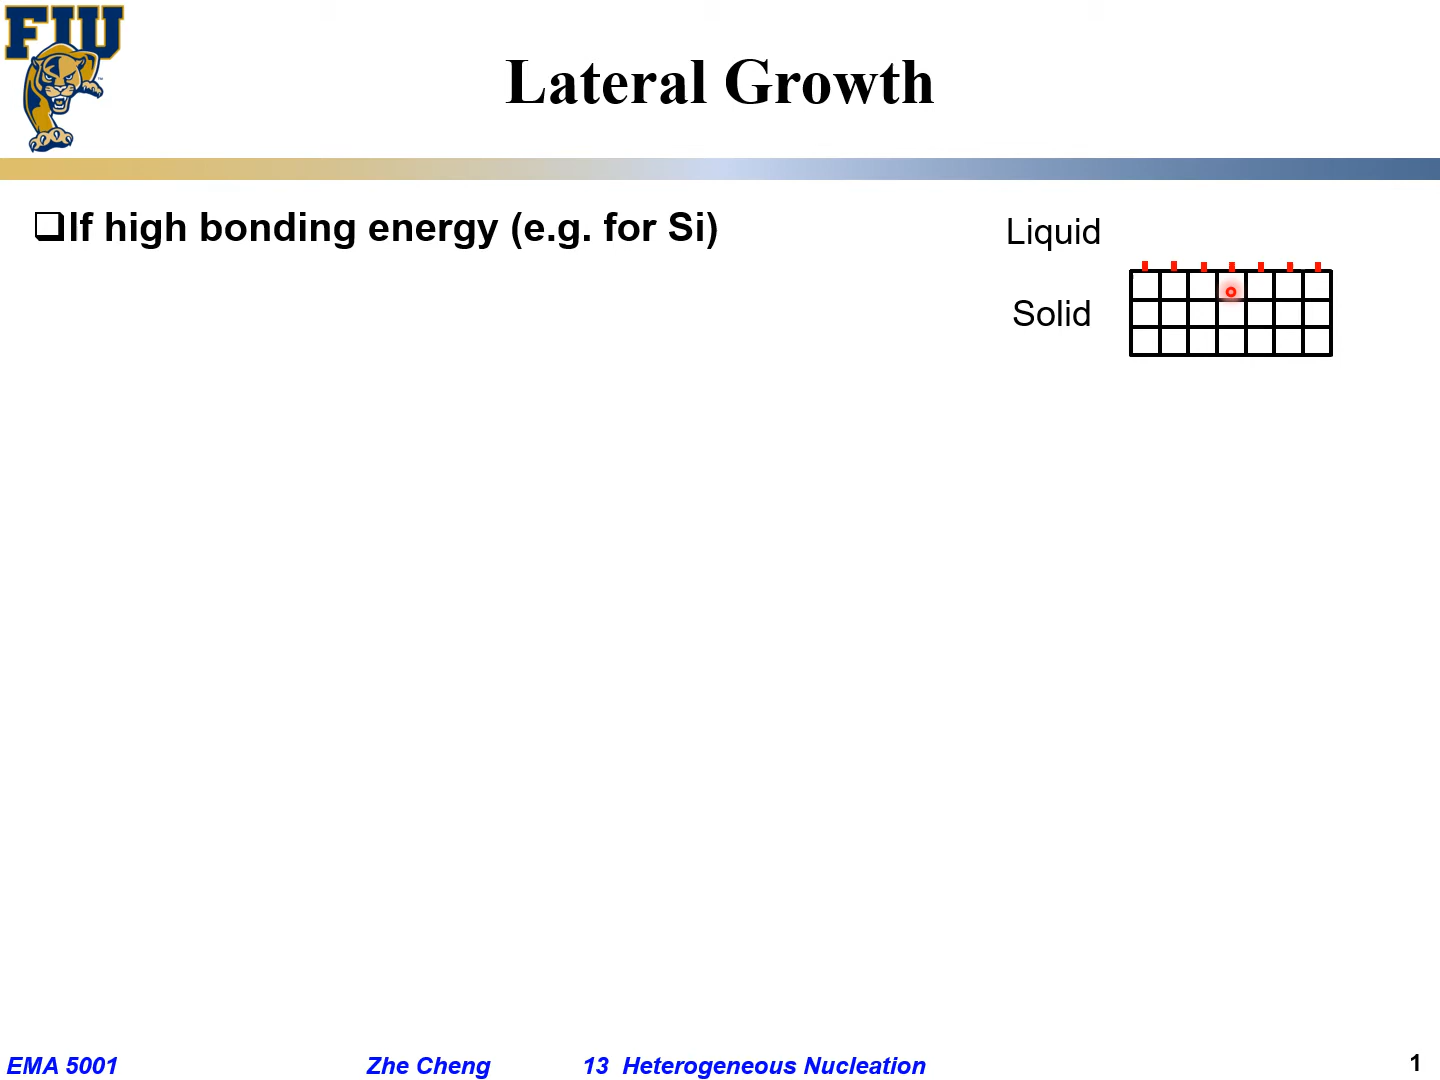 FIU
Lateral Growth
If high bonding energy (e.g. for Si)
Liquid
Solid
EMA 5001 Zhe Cheng 13 Heterogeneous Nucleation 1